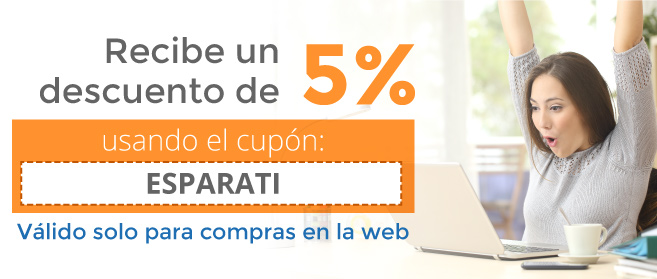 Recibe un
descuento de 5%
usando el cupón:
ESPARATI
Válido solo para compras en la web